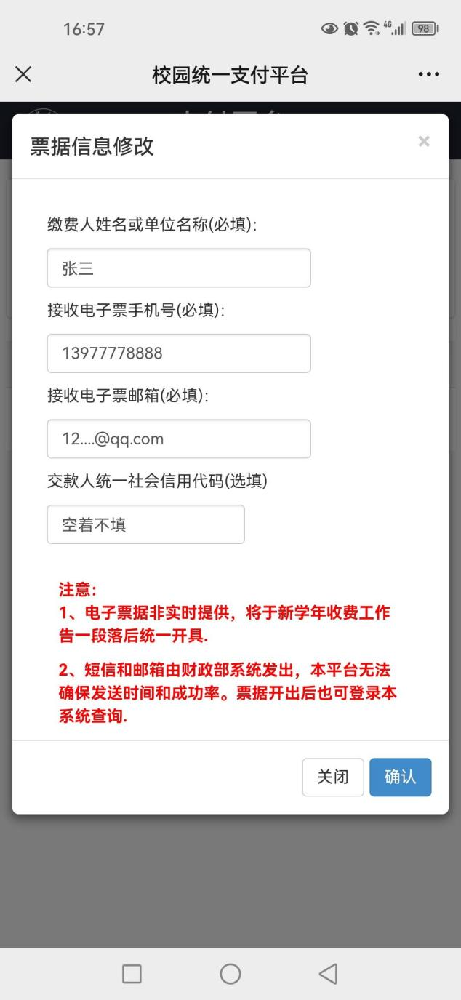 16:57
4G
98
校园统一支付平台
票据信息修改
×
缴费人姓名或单位名称(必填):
张三
接收电子票手机号(必填):
13977778888
接收电子票邮箱(必填):
12....@qq.com
交款人统一社会信用代码(选填)
空着不填
注意:
1、电子票据非实时提供，将于新学年收费工作
告一段落后统一开具.
2、短信和邮箱由财政部系统发出，本平台无法
确保发送时间和成功率。票据开出后也可登录本
系统查询.
关闭
确认